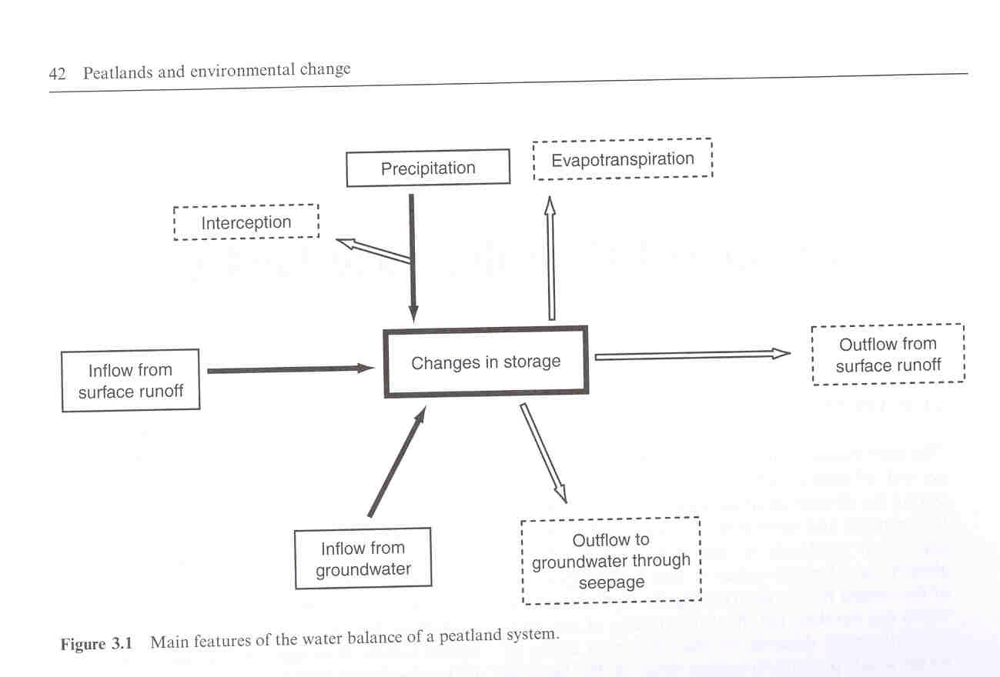 42 Peatlands and environmental change
Precipitation
Evapotranspiration
Interception
Changes in storage
Outflow from
surface runoff
Inflow from
surface runoff
Inflow from
groundwater
Outflow to
groundwater through
seepage
Figure 3.1 Main features of the water balance of a peatland system.